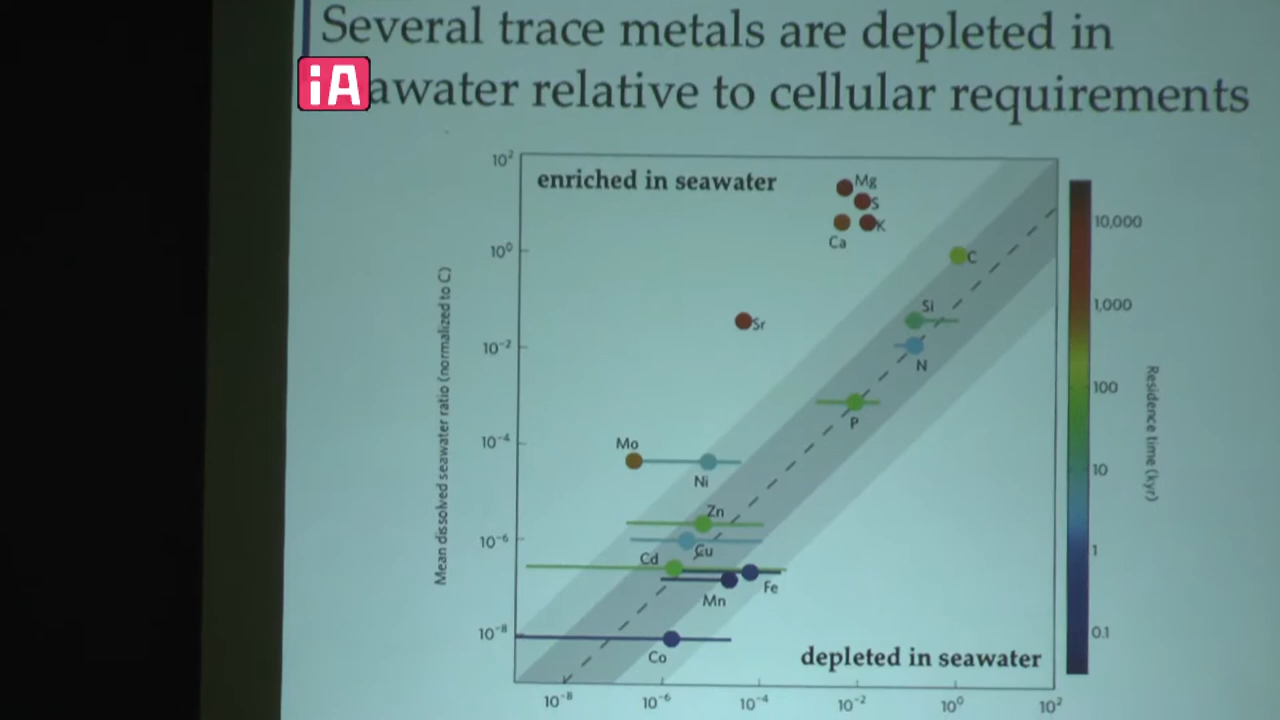 Several trace metals are depleted in
iA
awater relative to cellular requirements
10²
enriched in seawater
Mg
S
K
Ca
10,000
10⁰
C
Si
1,000
Sr
10⁻²
N
Mean dissolved seawater ratio (normalized to C)
Residence time (kyr)
100
P
10⁻⁴
Mo
Ni
10
Zn
10⁻⁶
Cu
Cd
1
Fe
Mn
10⁻⁸
0.1
Co
depleted in seawater
10⁻⁸ 10⁻⁶ 10⁻⁴ 10⁻² 10⁰ 10²